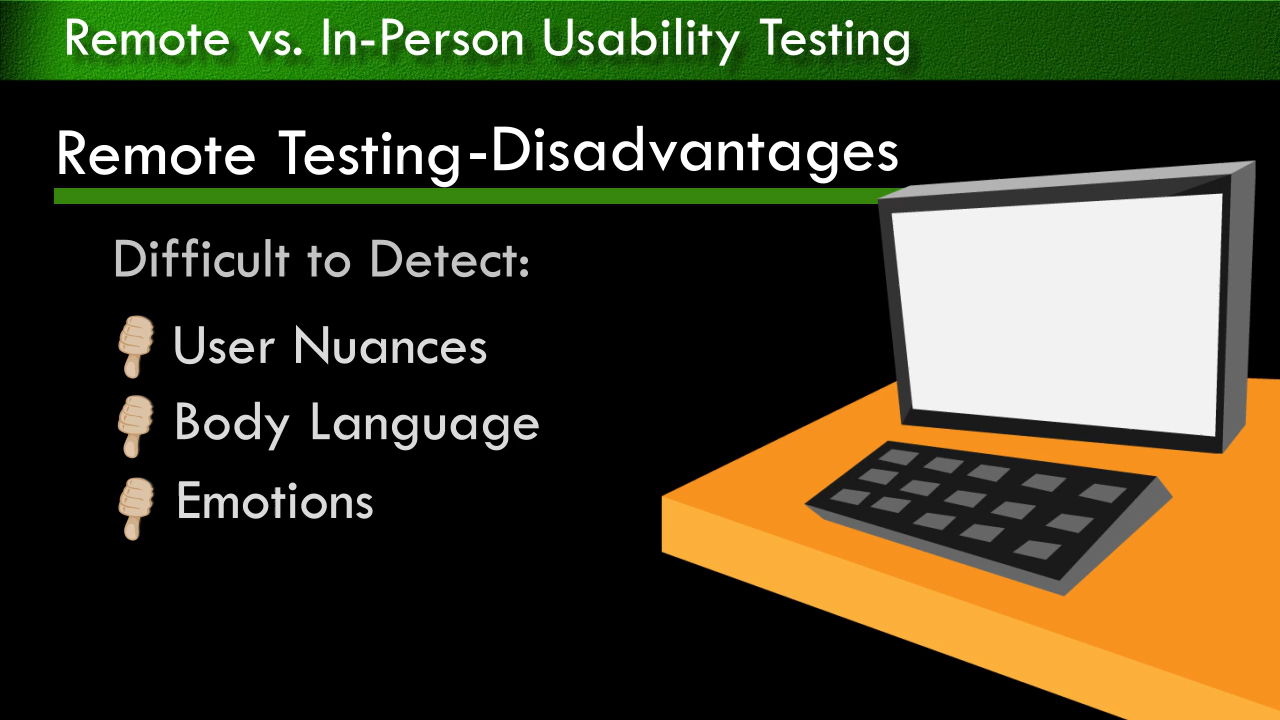 Remote vs. In-Person Usability Testing
Remote Testing-Disadvantages
Difficult to Detect:
User Nuances
Body Language
Emotions